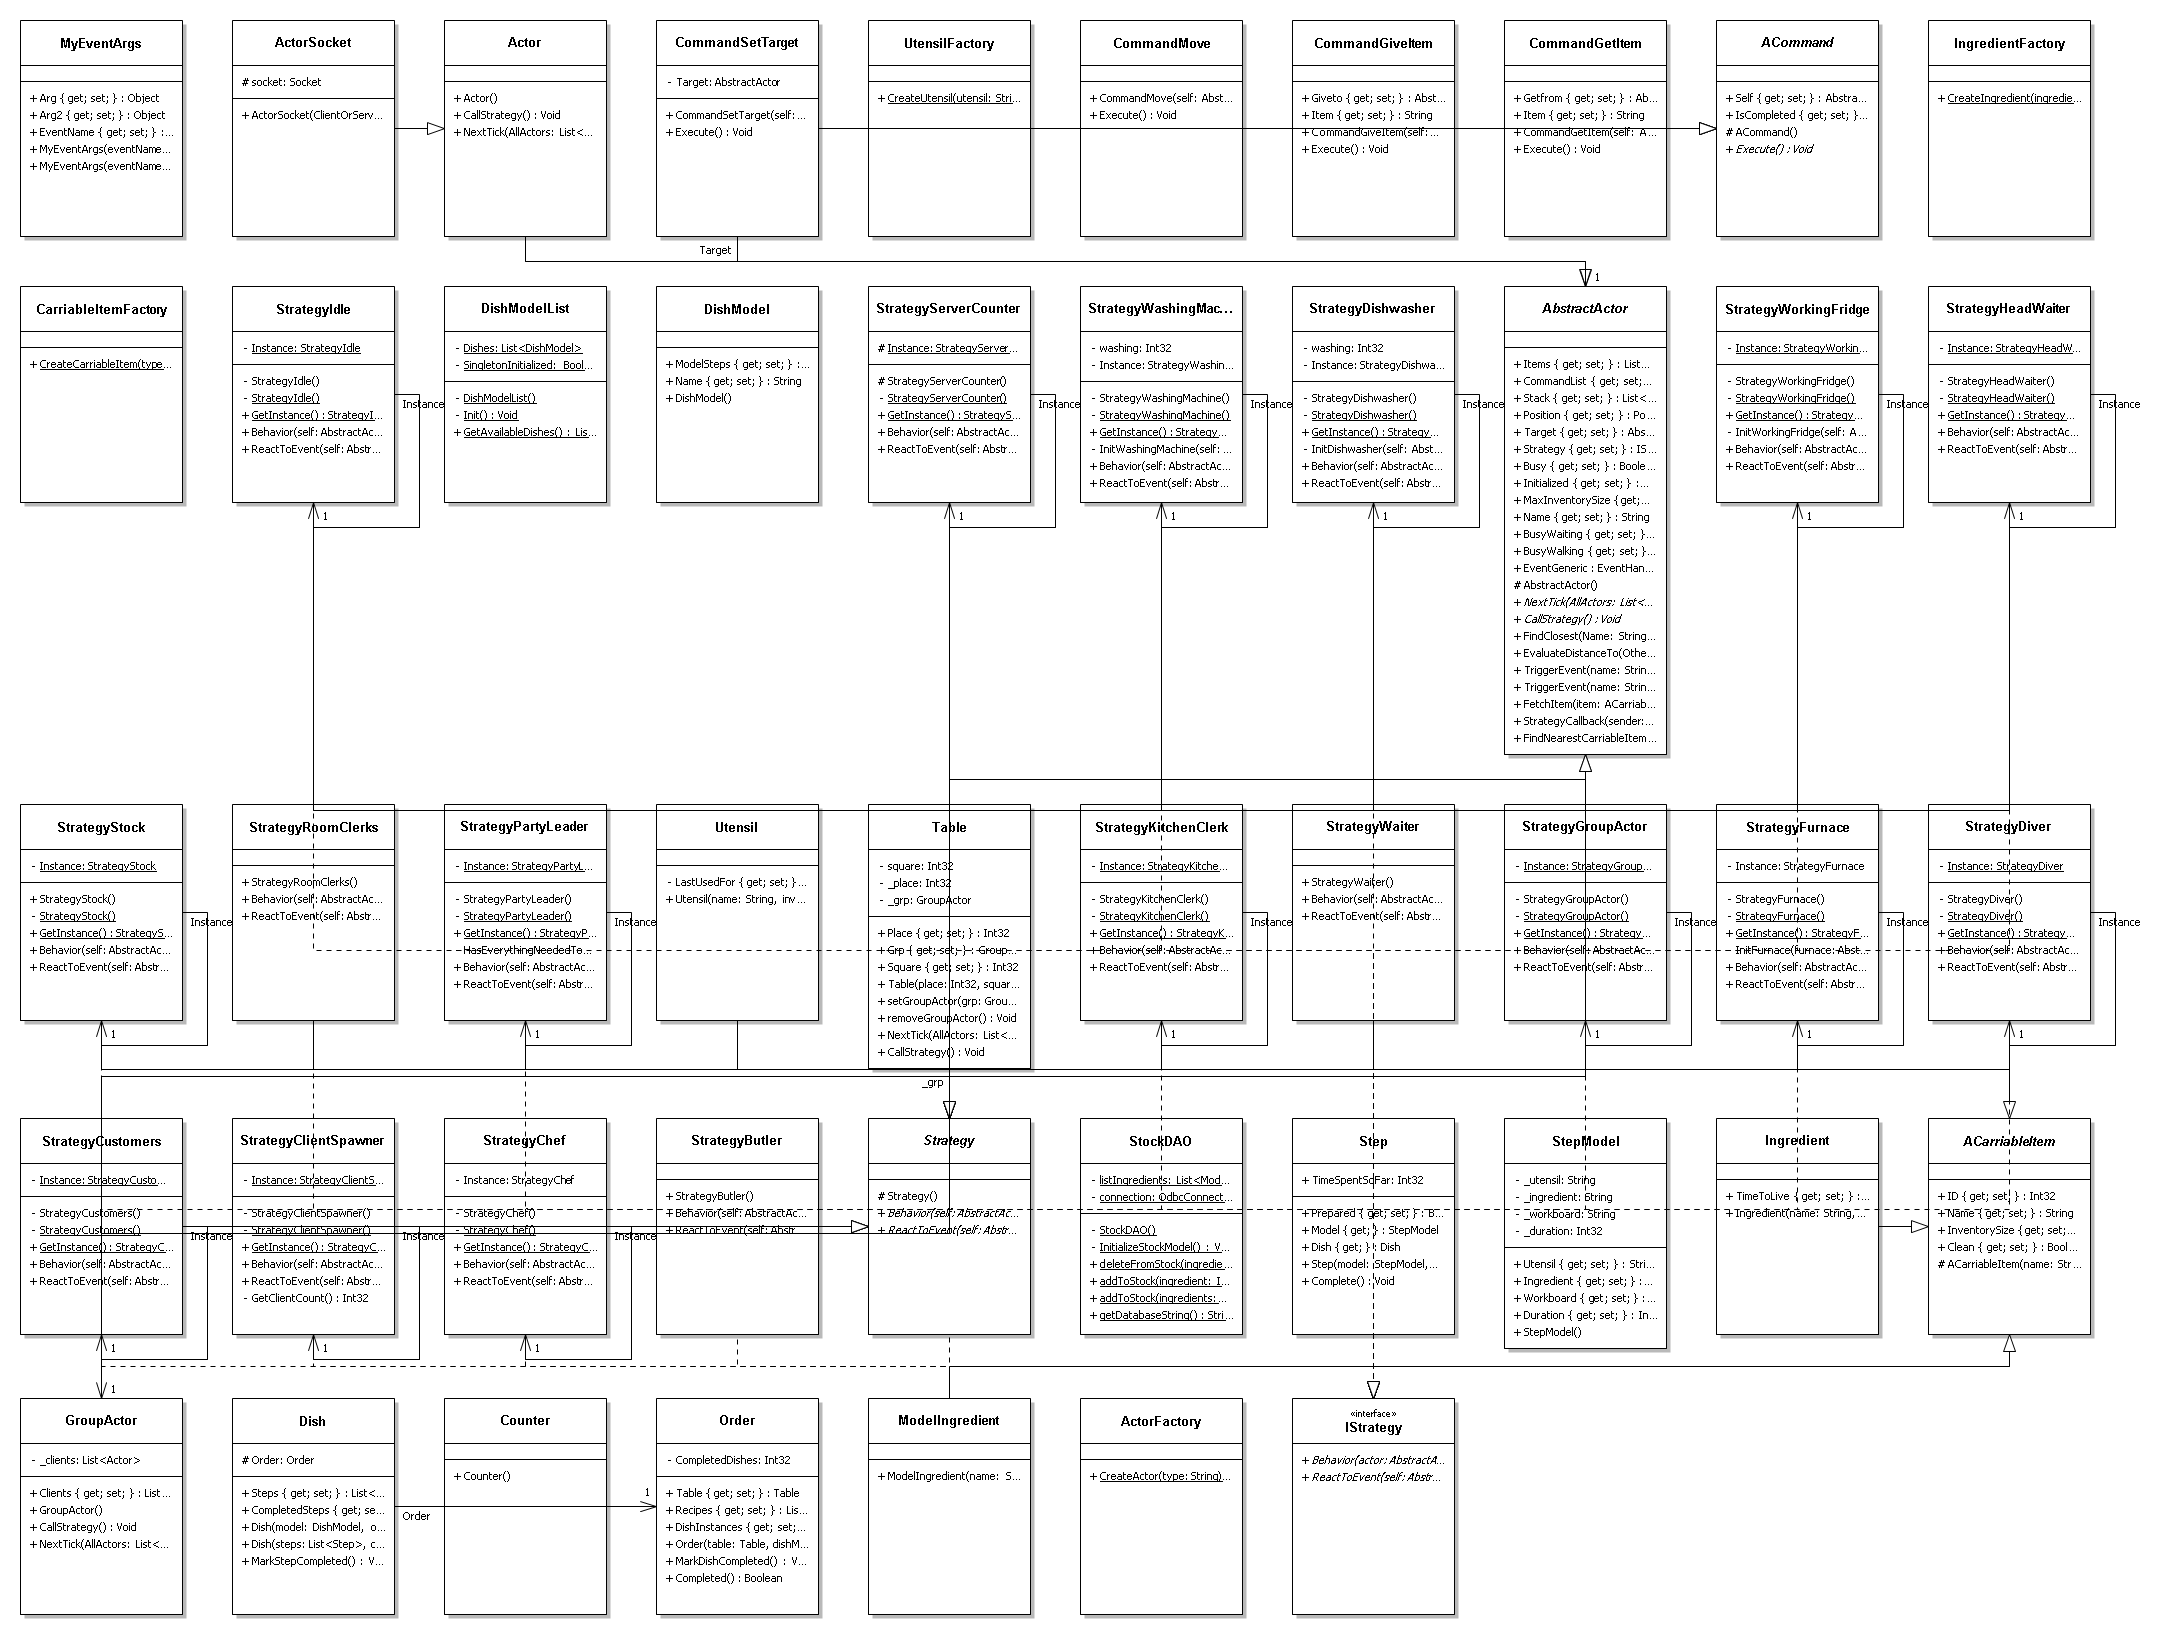 MyEventArgs
+ Arg { get; set; } : Object
+ Arg2 { get; set; } : Object
+ EventName { get; set; } :...
+ MyEventArgs(eventName...
+ MyEventArgs(eventName...
ActorSocket
# socket: Socket
+ ActorSocket(ClientOrServ...
Actor
+ Actor()
+ CallStrategy() : Void
+ NextTick(AllActors: List<...
CommandSetTarget
- Target: AbstractActor
+ CommandSetTarget(self:...
+ Execute() : Void
UtensilFactory
+ CreateUtensil(utensil: Stri...
CommandMove
+ CommandMove(self: Abst...
+ Execute() : Void
CommandGiveItem
+ Giveto { get; set; } : Abst...
+ Item { get; set; } : String
+ CommandGiveItem(self:...
+ Execute() : Void
CommandGetItem
+ Getfrom { get; set; } : Ab...
+ Item { get; set; } : String
+ CommandGetItem(self: A...
+ Execute() : Void
ACommand
+ Self { get; set; } : Abstra...
+ IsCompleted { get; set; }...
# ACommand()
+ Execute() : Void
IngredientFactory
+ CreateIngredient(ingredie...
Target
1
CarriableItemFactory
+ CreateCarriableItem(type...
StrategyIdle
- Instance: StrategyIdle
- StrategyIdle()
- StrategyIdle()
+ GetInstance() : StrategyI...
+ Behavior(self: AbstractAc...
+ ReactToEvent(self: Abstr...
Instance
1
DishModelList
- Dishes: List<DishModel>
- SingletonInitialized: Bool...
- DishModelList()
- Init() : Void
+ GetAvailableDishes() : Lis...
DishModel
+ ModelSteps { get; set; } :...
+ Name { get; set; } : String
+ DishModel()
StrategyServerCounter
# Instance: StrategyServer...
# StrategyServerCounter()
- StrategyServerCounter()
+ GetInstance() : StrategyS...
+ Behavior(self: AbstractAc...
+ ReactToEvent(self: Abstr...
Instance
1
StrategyWashingMac...
- washing: Int32
- Instance: StrategyWashin...
- StrategyWashingMachine()
- StrategyWashingMachine()
+ GetInstance() : Strategy...
- InitWashingMachine(self: ...
+ Behavior(self: AbstractAc...
+ ReactToEvent(self: Abstr...
Instance
1
StrategyDishwasher
- washing: Int32
- Instance: StrategyDishwa...
- StrategyDishwasher()
- StrategyDishwasher()
+ GetInstance() : Strategy...
- InitDishwasher(self: Abst...
+ Behavior(self: AbstractAc...
+ ReactToEvent(self: Abstr...
Instance
1
AbstractActor
+ Items { get; set; } : List...
+ CommandList { get; set;...
+ Stack { get; set; } : List<...
+ Position { get; set; } : Po...
+ Target { get; set; } : Abs...
+ Strategy { get; set; } : IS...
+ Busy { get; set; } : Boole...
+ Initialized { get; set; } :...
+ MaxInventorySize { get;...
+ Name { get; set; } : String
+ BusyWaiting { get; set; }...
+ BusyWalking { get; set; }...
+ EventGeneric : EventHan...
# AbstractActor()
+ NextTick(AllActors: List<...
+ CallStrategy() : Void
+ FindClosest(Name: String...
+ EvaluateDistanceTo(Othe...
+ TriggerEvent(name: Strin...
+ TriggerEvent(name: Strin...
+ FetchItem(item: ACarriab...
+ StrategyCallback(sender:...
+ FindNearestCarriableItem...
StrategyWorkingFridge
- Instance: StrategyWorkin...
- StrategyWorkingFridge()
- StrategyWorkingFridge()
+ GetInstance() : Strategy...
- InitWorkingFridge(self: A...
+ Behavior(self: AbstractAc...
+ ReactToEvent(self: Abstr...
Instance
1
StrategyHeadWaiter
- Instance: StrategyHeadW...
- StrategyHeadWaiter()
- StrategyHeadWaiter()
+ GetInstance() : Strategy...
+ Behavior(self: AbstractAc...
+ ReactToEvent(self: Abstr...
Instance
1
StrategyStock
- Instance: StrategyStock
+ StrategyStock()
- StrategyStock()
+ GetInstance() : StrategyS...
+ Behavior(self: AbstractAc...
+ ReactToEvent(self: Abstr...
Instance
1
StrategyRoomClerks
+ StrategyRoomClerks()
+ Behavior(self: AbstractAc...
+ ReactToEvent(self: Abstr...
StrategyPartyLeader
- Instance: StrategyPartyL...
- StrategyPartyLeader()
- StrategyPartyLeader()
+ GetInstance() : StrategyP...
- HasEverythingNeededTo...
+ Behavior(self: AbstractAc...
+ ReactToEvent(self: Abstr...
Instance
1
Utensil
- LastUsedFor { get; set; }...
+ Utensil(name: String, inv...
Table
- square: Int32
- _place: Int32
- _grp: GroupActor
+ Place { get; set; } : Int32
+ Grp { get; set; } : Group...
+ Square { get; set; } : Int32
+ Table(place: Int32, squar...
+ setGroupActor(grp: Grou...
+ removeGroupActor() : Void
+ NextTick(AllActors: List<...
+ CallStrategy() : Void
_grp
StrategyKitchenClerk
- Instance: StrategyKitche...
- StrategyKitchenClerk()
- StrategyKitchenClerk()
+ GetInstance() : StrategyK...
+ Behavior(self: AbstractAc...
+ ReactToEvent(self: Abstr...
Instance
1
StrategyWaiter
+ StrategyWaiter()
+ Behavior(self: AbstractAc...
+ ReactToEvent(self: Abstr...
StrategyGroupActor
- Instance: StrategyGroup...
- StrategyGroupActor()
- StrategyGroupActor()
+ GetInstance() : Strategy...
+ Behavior(self: AbstractAc...
+ ReactToEvent(self: Abstr...
Instance
1
StrategyFurnace
- Instance: StrategyFurnace
- StrategyFurnace()
- StrategyFurnace()
+ GetInstance() : StrategyF...
- InitFurnace(furnace: Abst...
+ Behavior(self: AbstractAc...
+ ReactToEvent(self: Abstr...
Instance
1
StrategyDiver
- Instance: StrategyDiver
- StrategyDiver()
- StrategyDiver()
+ GetInstance() : Strategy...
+ Behavior(self: AbstractAc...
+ ReactToEvent(self: Abstr...
Instance
1
StrategyCustomers
- Instance: StrategyCusto...
- StrategyCustomers()
- StrategyCustomers()
+ GetInstance() : StrategyC...
+ Behavior(self: AbstractAc...
+ ReactToEvent(self: Abstr...
Instance
1
StrategyClientSpawner
- Instance: StrategyClientS...
- StrategyClientSpawner()
- StrategyClientSpawner()
+ GetInstance() : StrategyC...
+ Behavior(self: AbstractAc...
+ ReactToEvent(self: Abstr...
- GetClientCount() : Int32
Instance
1
StrategyChef
- Instance: StrategyChef
- StrategyChef()
- StrategyChef()
+ GetInstance() : StrategyC...
+ Behavior(self: AbstractAc...
+ ReactToEvent(self: Abstr...
Instance
1
StrategyButler
+ StrategyButler()
+ Behavior(self: AbstractAc...
+ ReactToEvent(self: Abstr...
Strategy
# Strategy()
+ Behavior(self: AbstractAc...
+ ReactToEvent(self: Abstr...
StockDAO
- listIngredients: List<Mod...
- connection: OdbcConnect...
- StockDAO()
- InitializeStockModel() : V...
+ deleteFromStock(ingredie...
+ addToStock(ingredient: I...
+ addToStock(ingredients:...
+ getDatabaseString() : Stri...
Step
+ TimeSpentSoFar: Int32
+ Prepared { get; set; } : B...
+ Model { get; } : StepModel
+ Dish { get; } : Dish
+ Step(model: StepModel,...
+ Complete() : Void
StepModel
- _utensil: String
- _ingredient: String
- _workboard: String
- _duration: Int32
+ Utensil { get; set; } : Stri...
+ Ingredient { get; set; } :...
+ Workboard { get; set; } :...
+ Duration { get; set; } : In...
+ StepModel()
Ingredient
+ TimeToLive { get; set; } :...
+ Ingredient(name: String,...
ACarriableItem
+ ID { get; set; } : Int32
+ Name { get; set; } : String
+ InventorySize { get; set;...
+ Clean { get; set; } : Bool...
# ACarriableItem(name: Str...
1
GroupActor
- _clients: List<Actor>
+ Clients { get; set; } : List...
+ GroupActor()
+ CallStrategy() : Void
+ NextTick(AllActors: List<...
Dish
# Order: Order
+ Steps { get; set; } : List<...
+ CompletedSteps { get; se...
+ Dish(model: DishModel, o...
+ Dish(steps: List<Step>, c...
+ MarkStepCompleted() : V...
Order
1
Counter
+ Counter()
Order
- CompletedDishes: Int32
+ Table { get; set; } : Table
+ Recipes { get; set; } : Lis...
+ DishInstances { get; set;...
+ Order(table: Table, dishM...
+ MarkDishCompleted() : V...
+ Completed() : Boolean
ModelIngredient
+ ModelIngredient(name: S...
ActorFactory
+ CreateActor(type: String)...
«interface»
IStrategy
+ Behavior(actor: AbstractA...
+ ReactToEvent(self: Abstr...